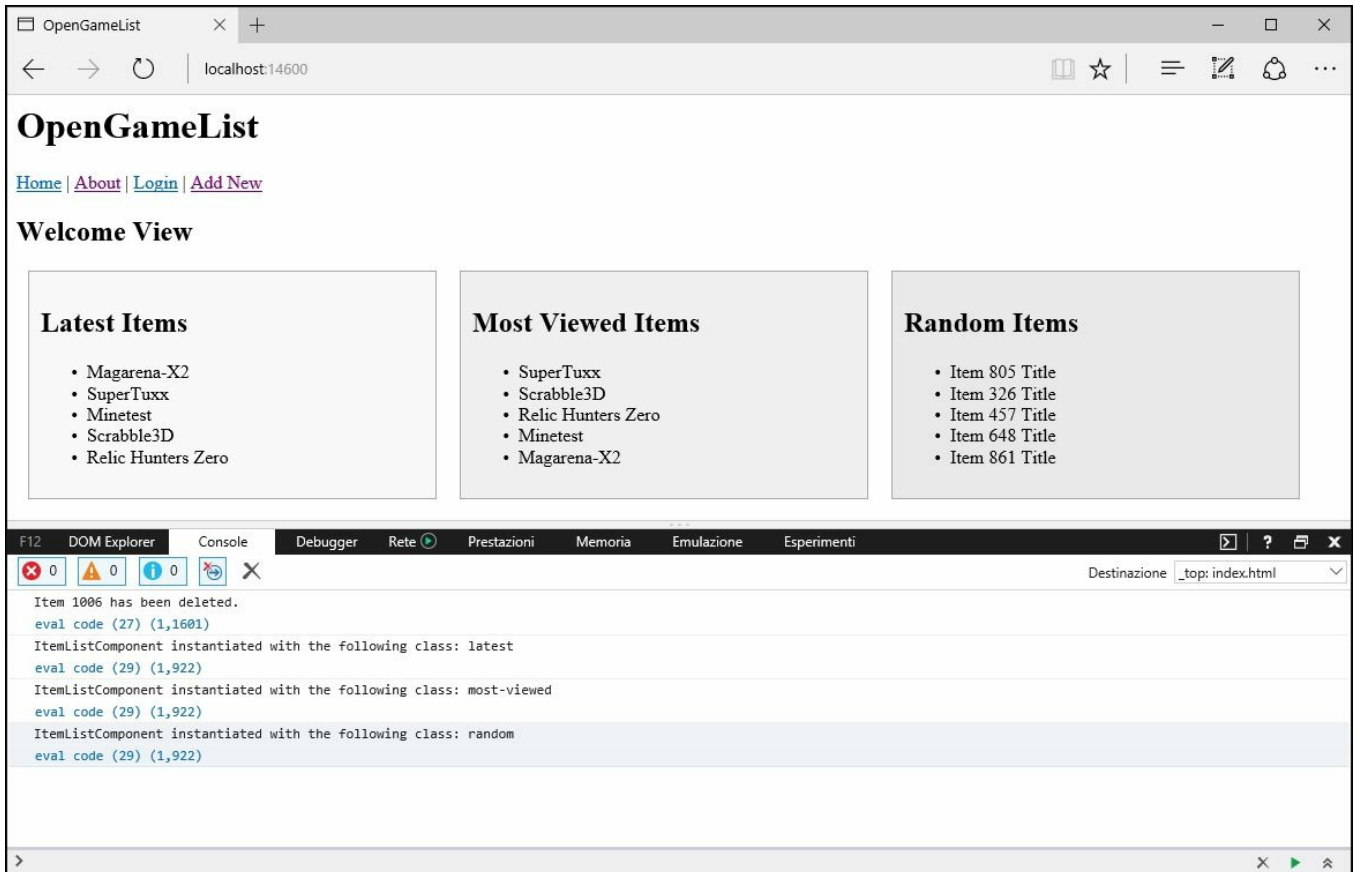 OpenGameList
localhost:14600
OpenGameList
Home | About | Login | Add New
Welcome View
Latest Items
• Magarena-X2
• SuperTuxx
• Minetest
• Scrabble3D
• Relic Hunters Zero
Most Viewed Items
• SuperTuxx
• Scrabble3D
• Relic Hunters Zero
• Minetest
• Magarena-X2
Random Items
• Item 805 Title
• Item 326 Title
• Item 457 Title
• Item 648 Title
• Item 861 Title
F12 DOM Explorer Console Debugger Rete Prestazioni Memoria Emulazione Esperimenti ?
0 0 0 Destinazione _top: index.html
Item 1006 has been deleted.
eval code (27) (1,1601)
ItemListComponent instantiated with the following class: latest
eval code (29) (1,922)
ItemListComponent instantiated with the following class: most-viewed
eval code (29) (1,922)
ItemListComponent instantiated with the following class: random
eval code (29) (1,922)